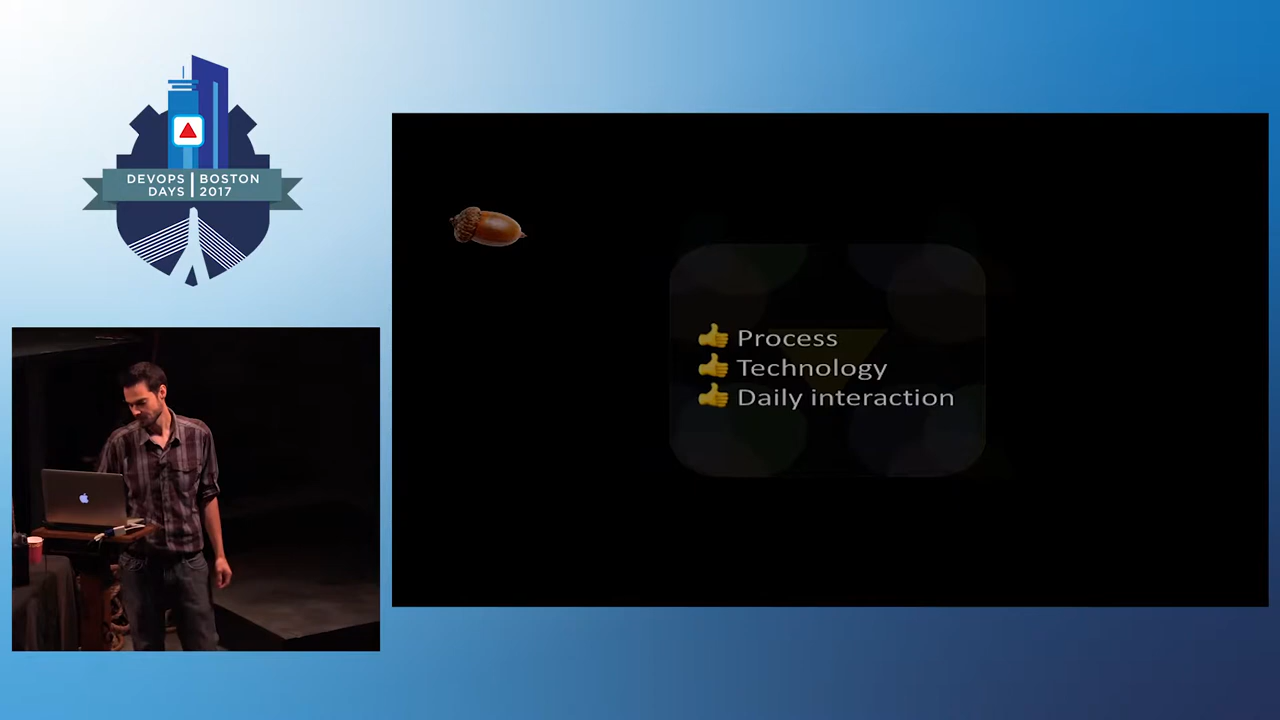 DEVOPS BOSTON
DAYS 2017
Process
Technology
Daily interaction